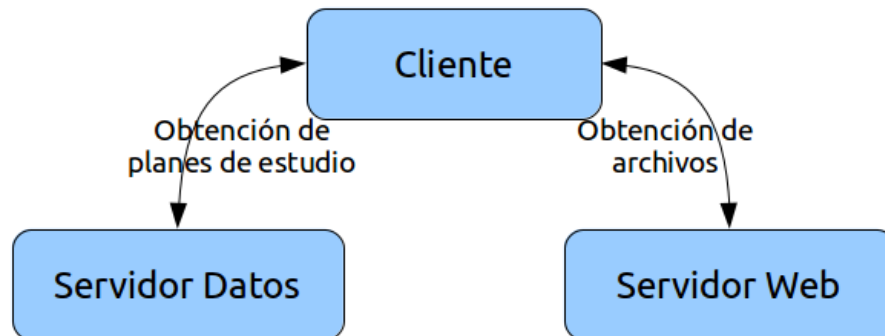 Cliente
Obtención de
planes de estudio
Obtención de
archivos
Servidor Datos
Servidor Web